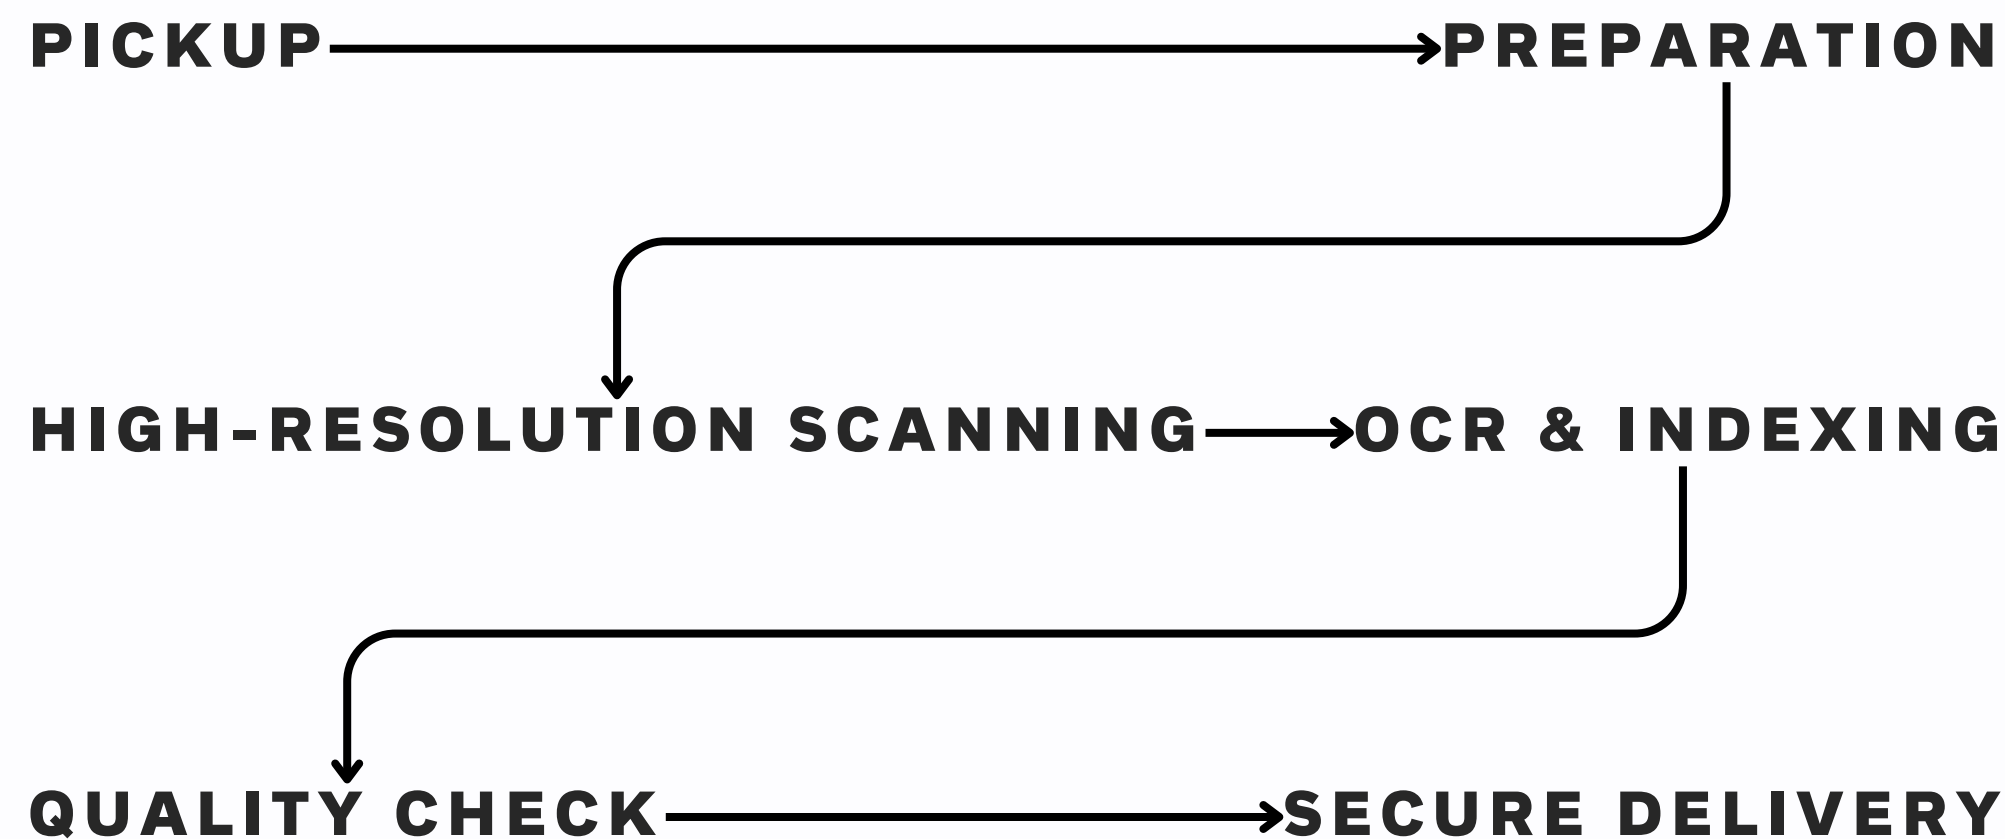 PICKUP PREPARATION
HIGH-RESOLUTION SCANNING OCR & INDEXING
QUALITY CHECK SECURE DELIVERY